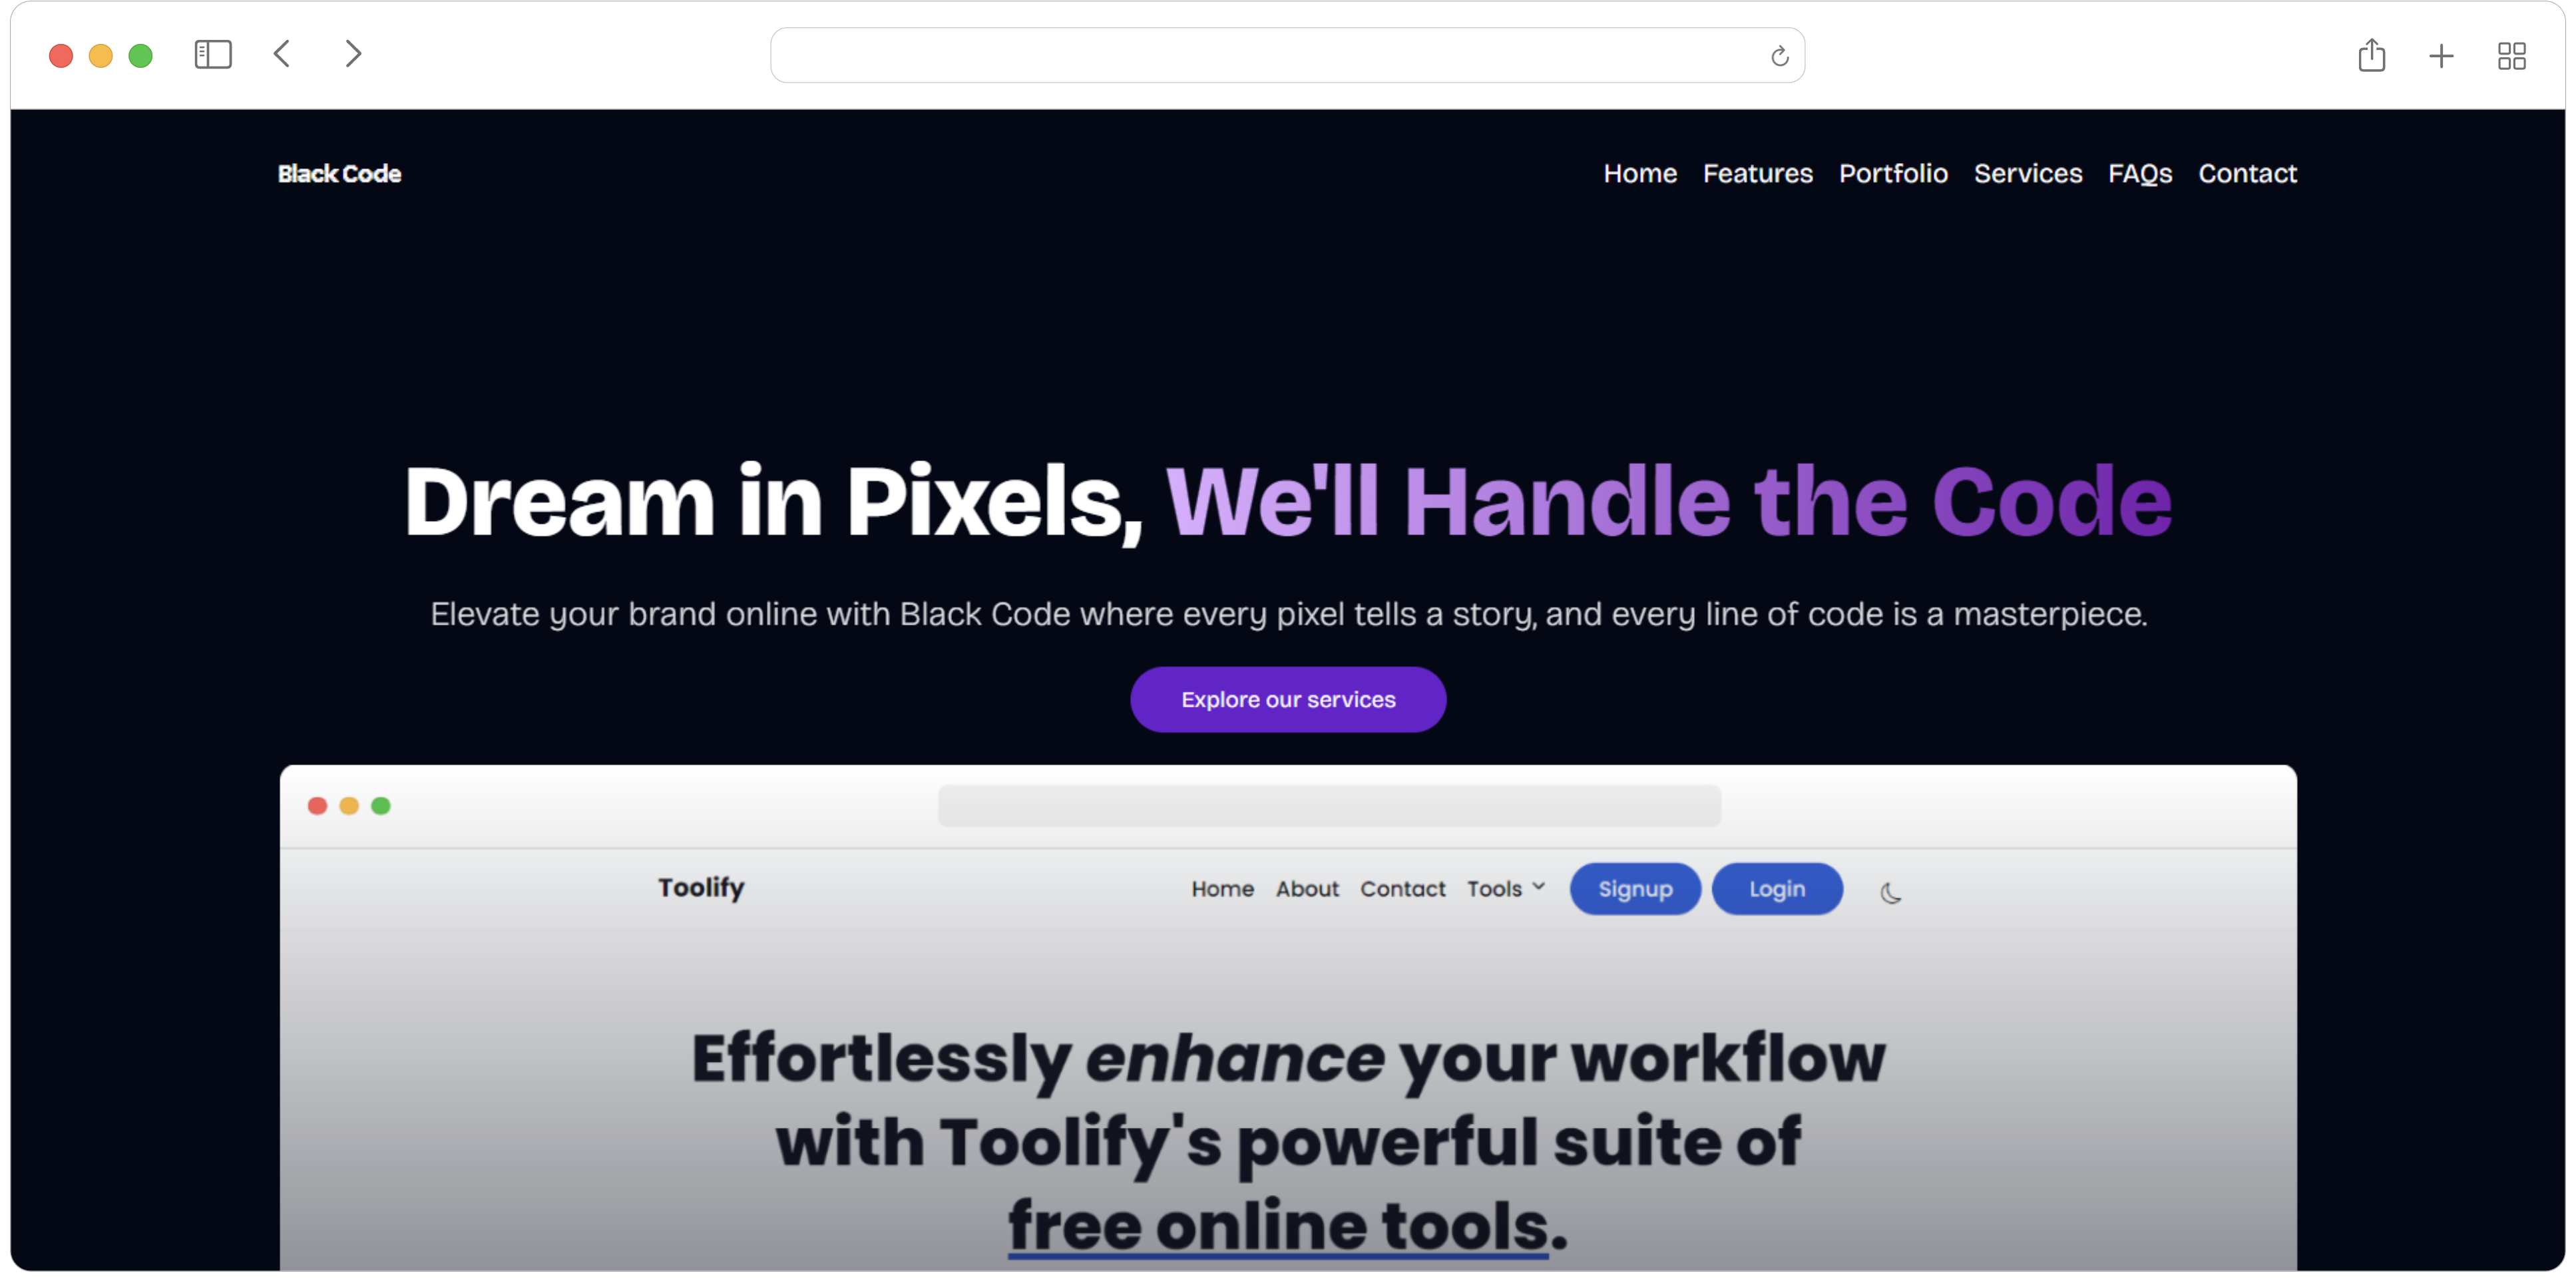 Black Code
Home Features Portfolio Services FAQs Contact
Dream in Pixels, We'll Handle the Code
Elevate your brand online with Black Code where every pixel tells a story, and every line of code is a masterpiece.
Explore our services
Toolify
Home About Contact Tools Signup Login
Effortlessly enhance your workflow
with Toolify's powerful suite of
free online tools.